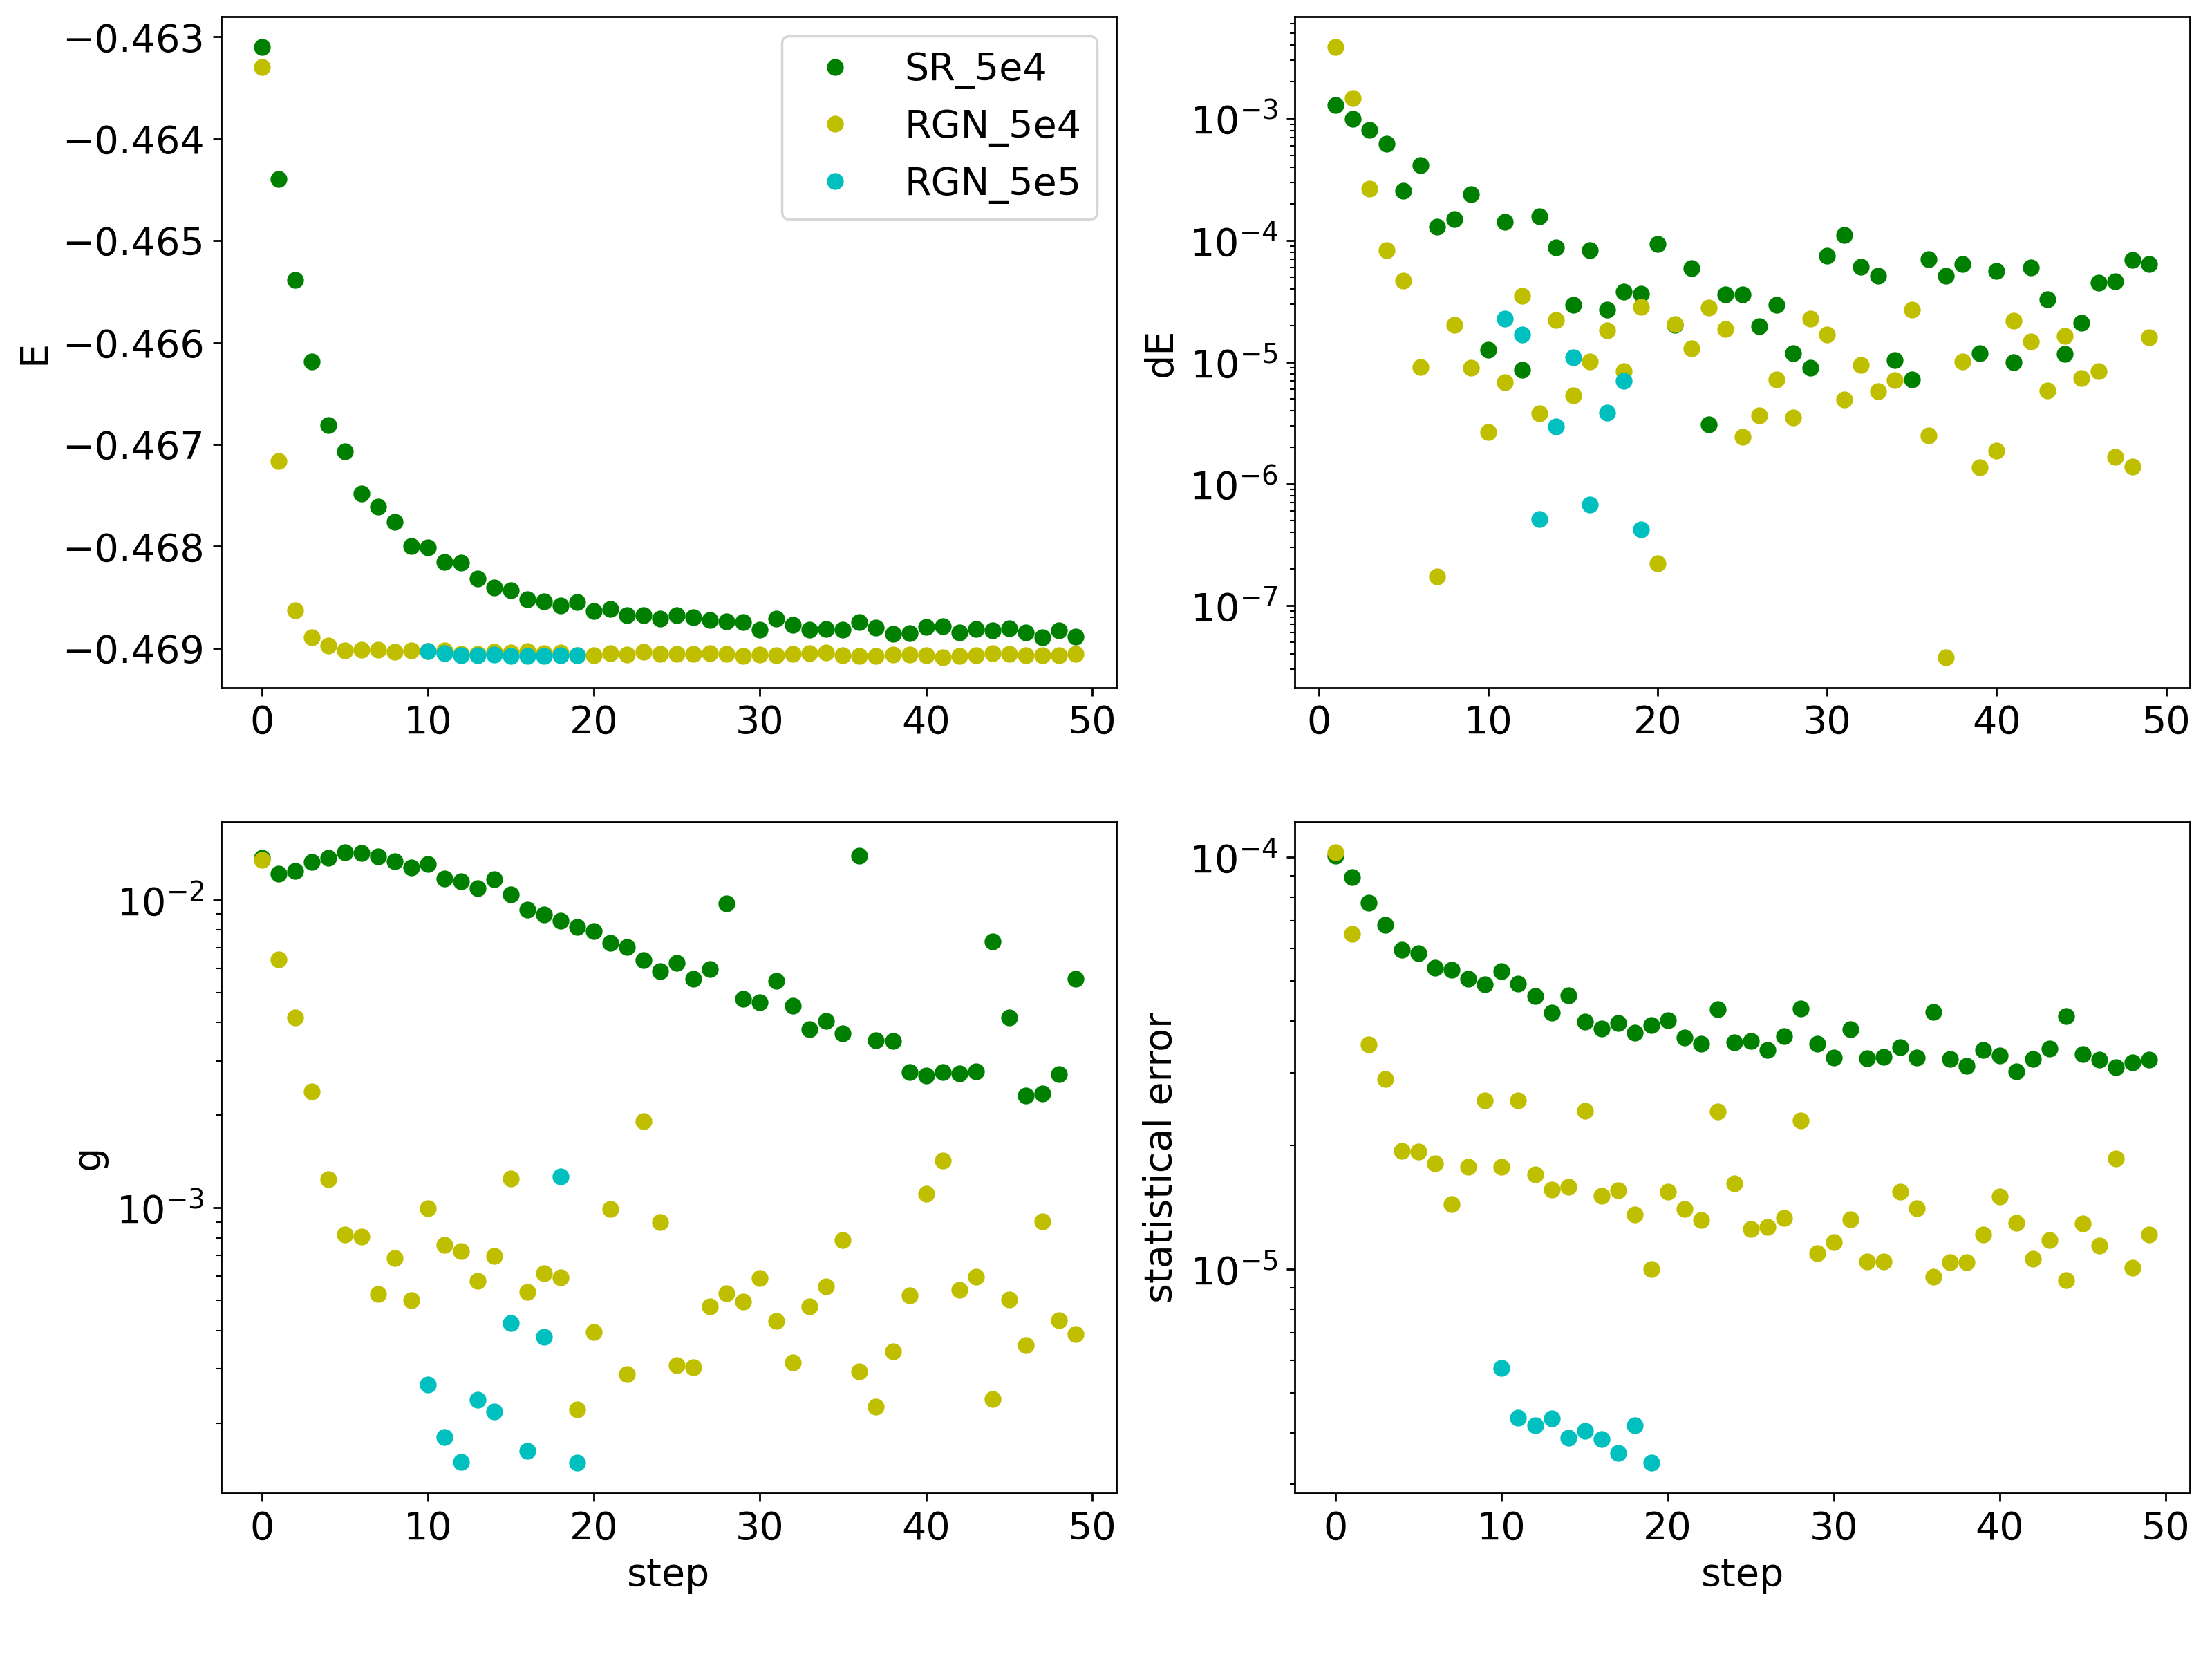 −0.463
−0.464
−0.465
−0.466
−0.467
−0.468
−0.469
E
0 10 20 30 40 50
SR_5e4
RGN_5e4
RGN_5e5
10⁻³
10⁻⁴
10⁻⁵
10⁻⁶
10⁻⁷
dE
0 10 20 30 40 50
10⁻²
10⁻³
g
0 10 20 30 40 50
step
10⁻⁴
10⁻⁵
statistical error
0 10 20 30 40 50
step